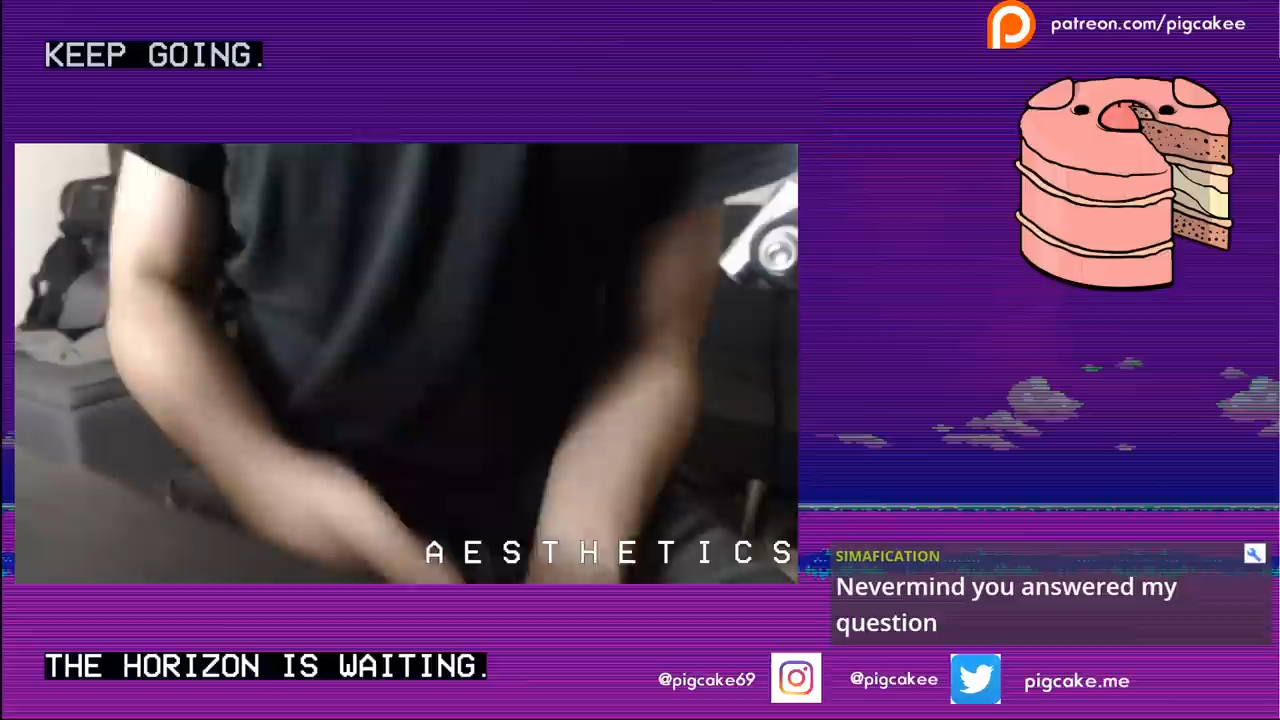 KEEP GOING.
patreon.com/pigcakee
A E S T H E T I C S
SIMAFICATION
Nevermind you answered my
question
THE HORIZON IS WAITING.
@pigcake69
@pigcakee
pigcake.me